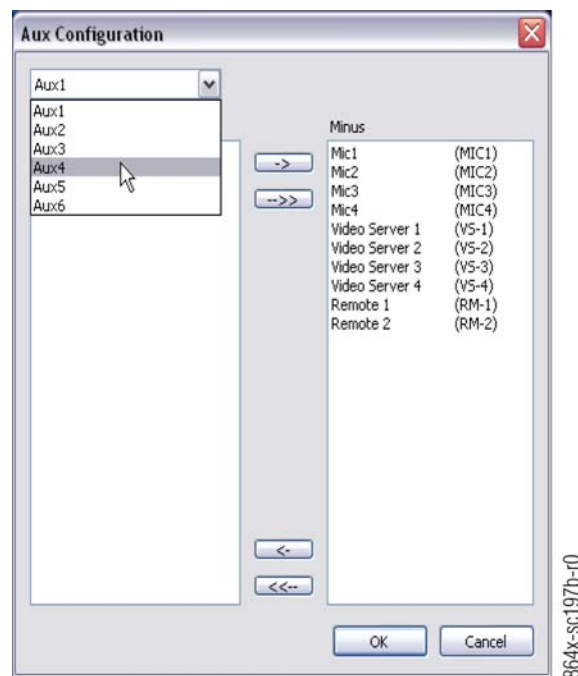 Aux Configuration
Aux1
Aux1
Aux2
Aux3
Aux4
Aux5
Aux6
->
-->>
<-
<<--
Minus
Mic1 (MIC1)
Mic2 (MIC2)
Mic3 (MIC3)
Mic4 (MIC4)
Video Server 1 (VS-1)
Video Server 2 (VS-2)
Video Server 3 (VS-3)
Video Server 4 (VS-4)
Remote 1 (RM-1)
Remote 2 (RM-2)
OK Cancel
864x-sc197b-r0